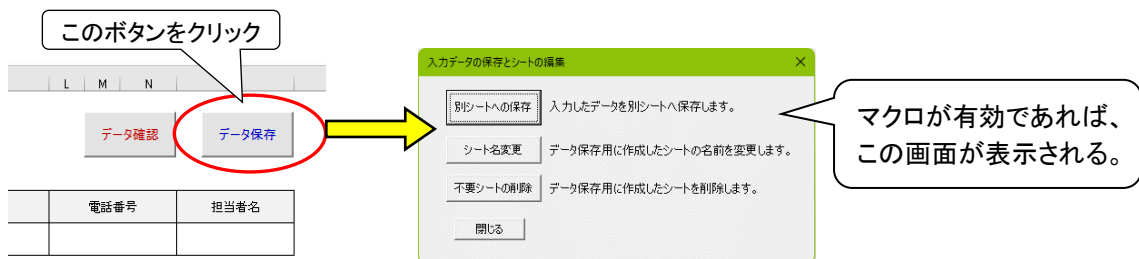 このボタンをクリック
L M N
データ確認
データ保存
電話番号
担当者名
入力データの保存とシートの編集
別シートへの保存 入力したデータを別シートへ保存します。
シート名変更 データ保存用に作成したシートの名前を変更します。
不要シートの削除 データ保存用に作成したシートを削除します。
閉じる
マクロが有効であれば、
この画面が表示される。